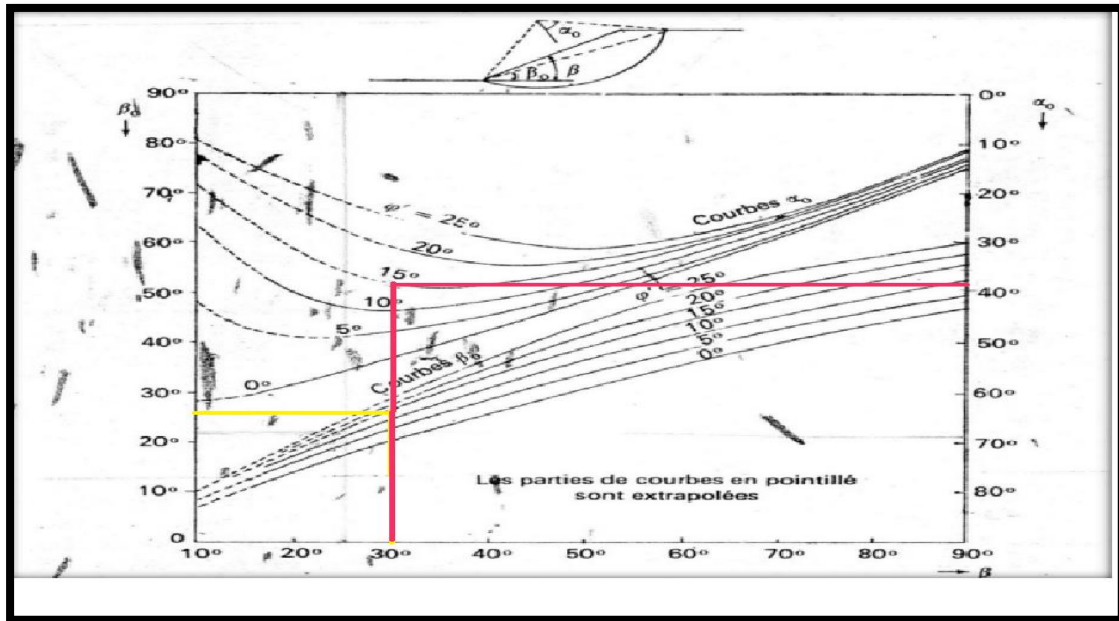 α₀
β₀ β
90° 0°
β₀ α₀
80° 10°
70° 20°
60° 30°
50° 40°
40° 50°
30° 60°
20° 70°
10° 80°
0
10° 20° 30° 40° 50° 60° 70° 80° 90°
β
Courbes α₀
φ' = 25°
20°
15°
10°
5°
0°
Courbes β₀
φ' = 25°
20°
15°
10°
5°
0°
Les parties de courbes en pointillé
sont extrapolées